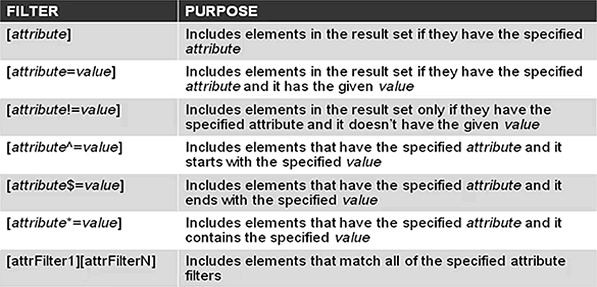 FILTER PURPOSE
[attribute] Includes elements in the result set if they have the specified
attribute
[attribute=value] Includes elements in the result set if they have the specified
attribute and it has the given value
[attribute!=value] Includes elements in the result set only if they have the
specified attribute and it doesn't have the given value
[attribute^=value] Includes elements that have the specified attribute and it
starts with the specified value
[attribute$=value] Includes elements that have the specified attribute and it
ends with the specified value
[attribute*=value] Includes elements that have the specified attribute and it
contains the specified value
[attrFilter1][attrFilterN] Includes elements that match all of the specified attribute
filters